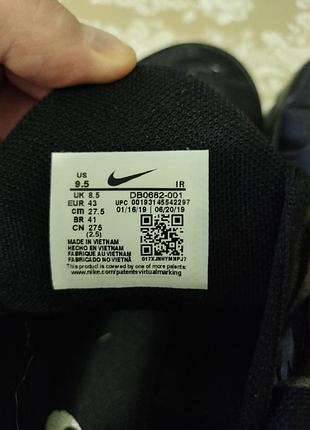 US
9.5
IR
UK 8.5
EUR 43
cm 27.5
BR 41
CN 275
(2.5)
DB0682-001
UPC 00193145542297
01/16/19 | 06/20/19
MADE IN VIETNAM
HECHO EN VIETNAM
FABRIQUE AU VIETNAM
FABRICADO NO VIETNÃ
017XJMHYMNPJ7
This product is covered by one of more patents:
www.nike.com/patentsvirtualmarking